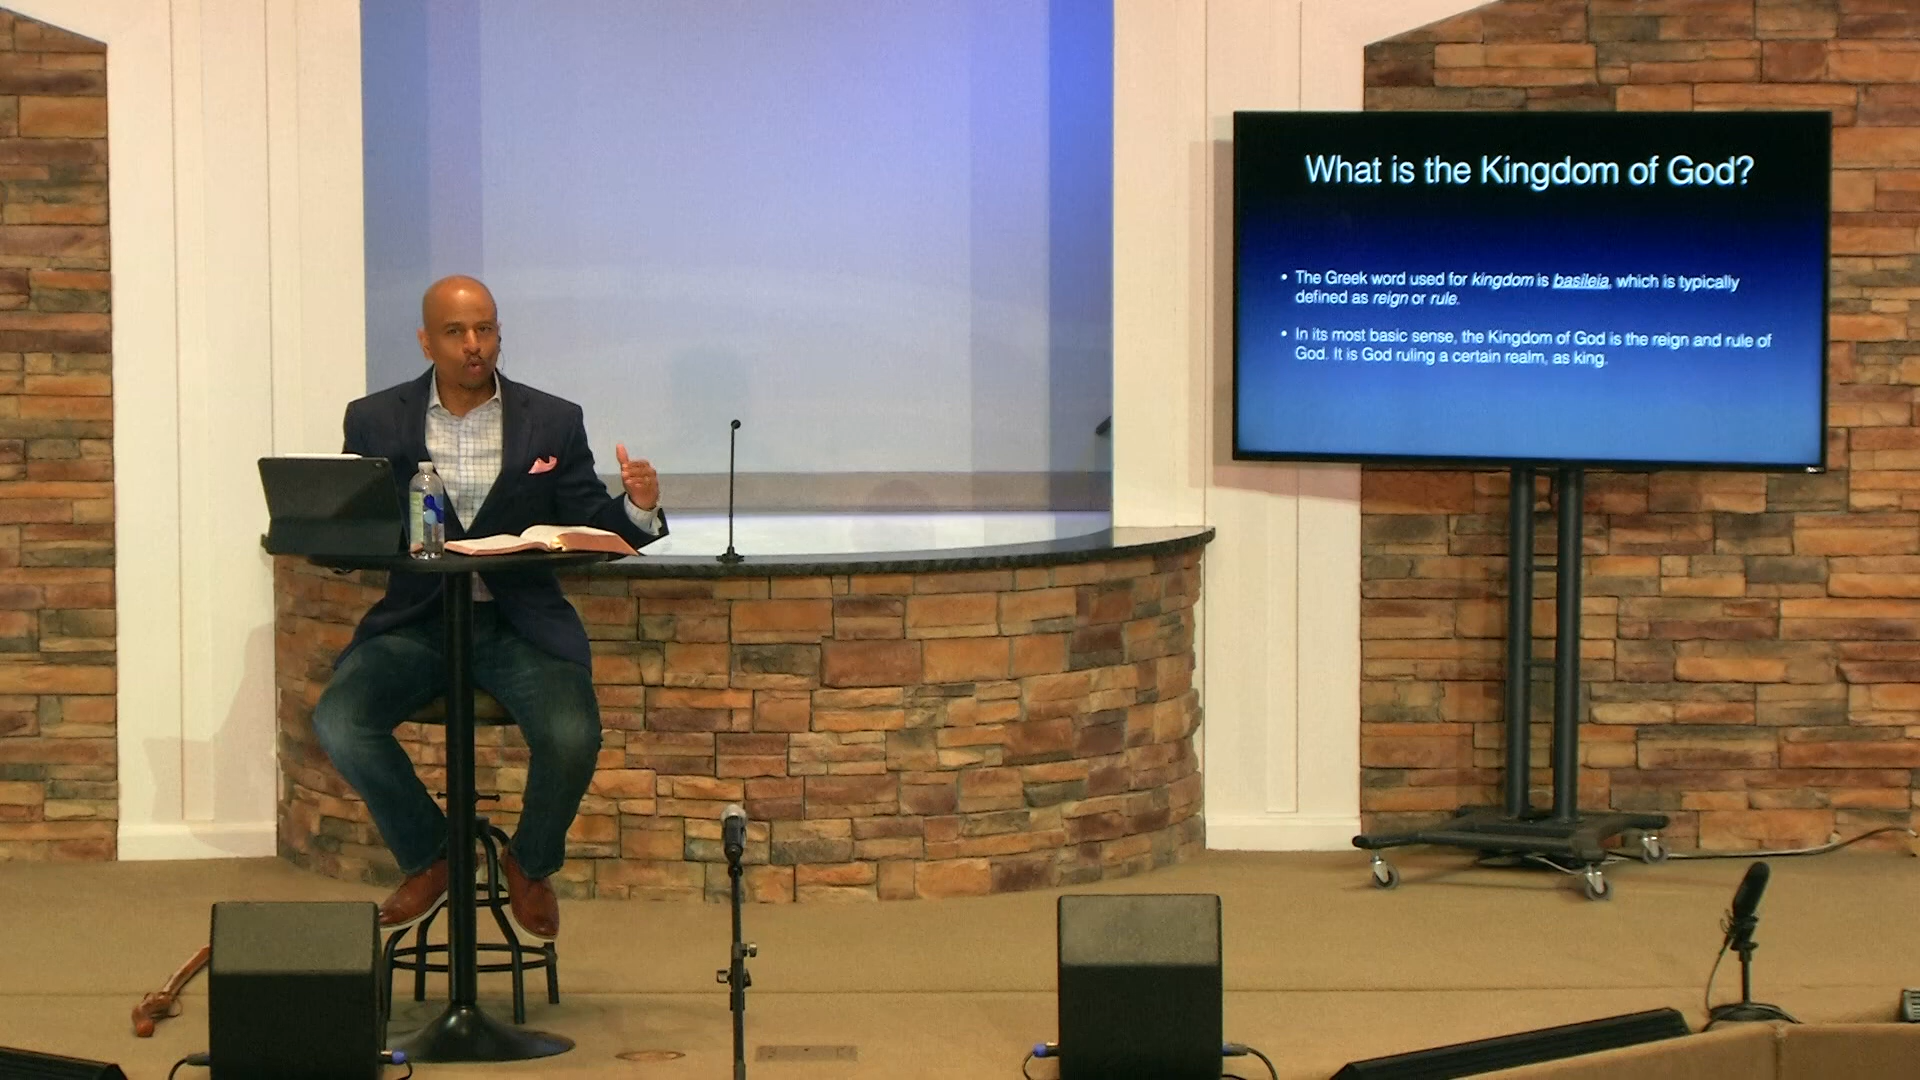 What is the Kingdom of God?
• The Greek word used for kingdom is basileia, which is typically
defined as reign or rule.
• In its most basic sense, the Kingdom of God is the reign and rule of
God. It is God ruling a certain realm, as king.